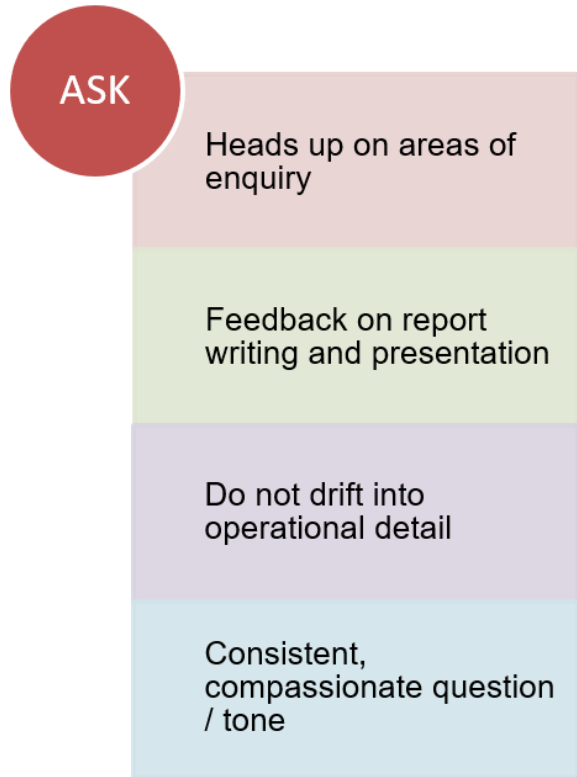 ASK
Heads up on areas of
enquiry
Feedback on report
writing and presentation
Do not drift into
operational detail
Consistent,
compassionate question
/ tone